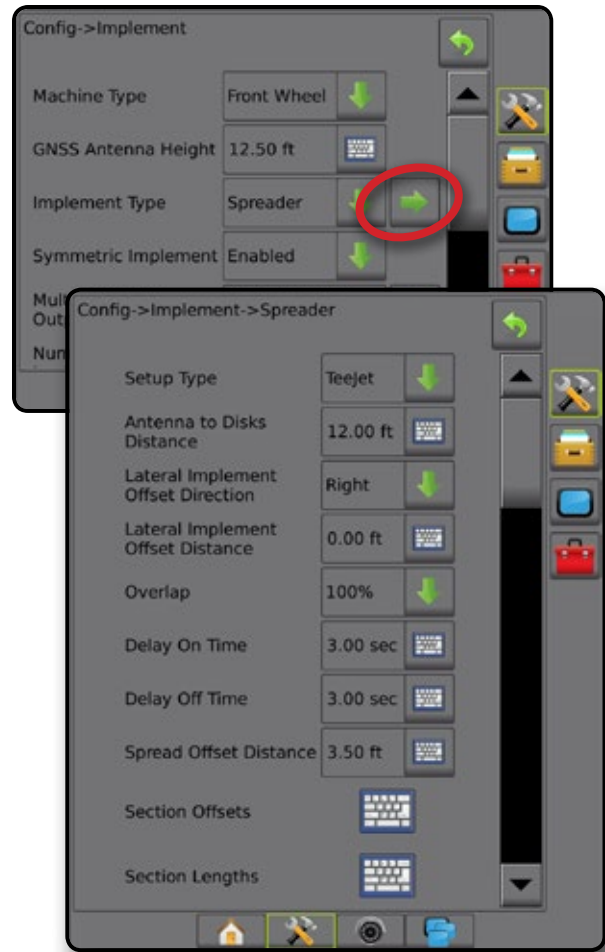 Config->Implement
Machine Type Front Wheel
GNSS Antenna Height 12.50 ft
Implement Type Spreader
Symmetric Implement Enabled
Config->Implement->Spreader
Setup Type TeeJet
Antenna to Disks
Distance 12.00 ft
Lateral Implement
Offset Direction Right
Lateral Implement
Offset Distance 0.00 ft
Overlap 100%
Delay On Time 3.00 sec
Delay Off Time 3.00 sec
Spread Offset Distance 3.50 ft
Section Offsets
Section Lengths